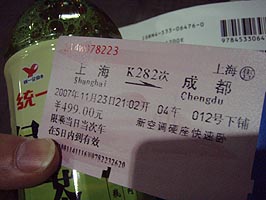 14W078223
上海 K282次 成都 上海(售)
Shanghai Chengdu
2007年11月23日21:02开 04车 012号下铺
¥499.00元 新空调硬座快速卧
限乘当日当次车
在5日内到有效
统一